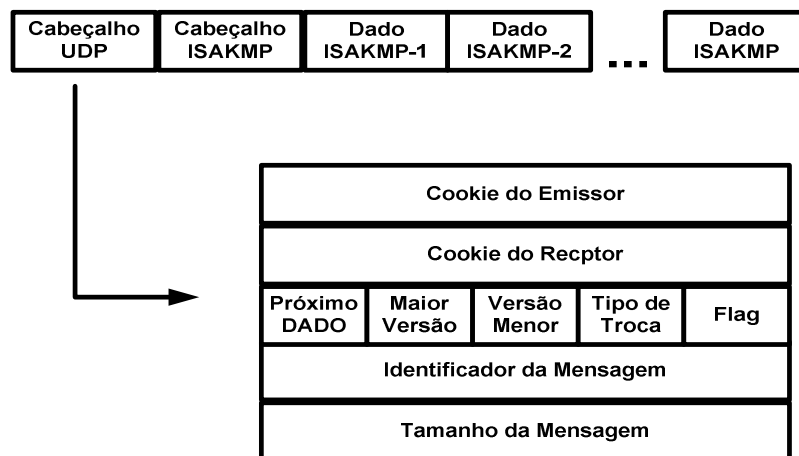 Cabeçalho UDP
Cabeçalho ISAKMP
Dado ISAKMP-1
Dado ISAKMP-2
...
Dado ISAKMP
Cookie do Emissor
Cookie do Recptor
Próximo DADO
Maior Versão
Versão Menor
Tipo de Troca
Flag
Identificador da Mensagem
Tamanho da Mensagem